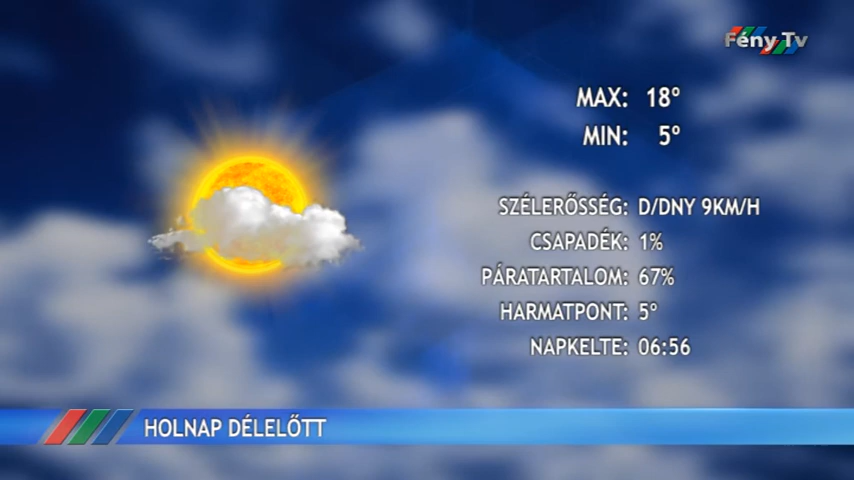 Fény Tv
MAX: 18°
MIN: 5°
SZÉLERŐSSÉG: D/DNY 9KM/H
CSAPADÉK: 1%
PÁRATARTALOM: 67%
HARMATPONT: 5°
NAPKELTE: 06:56
HOLNAP DÉLELŐTT